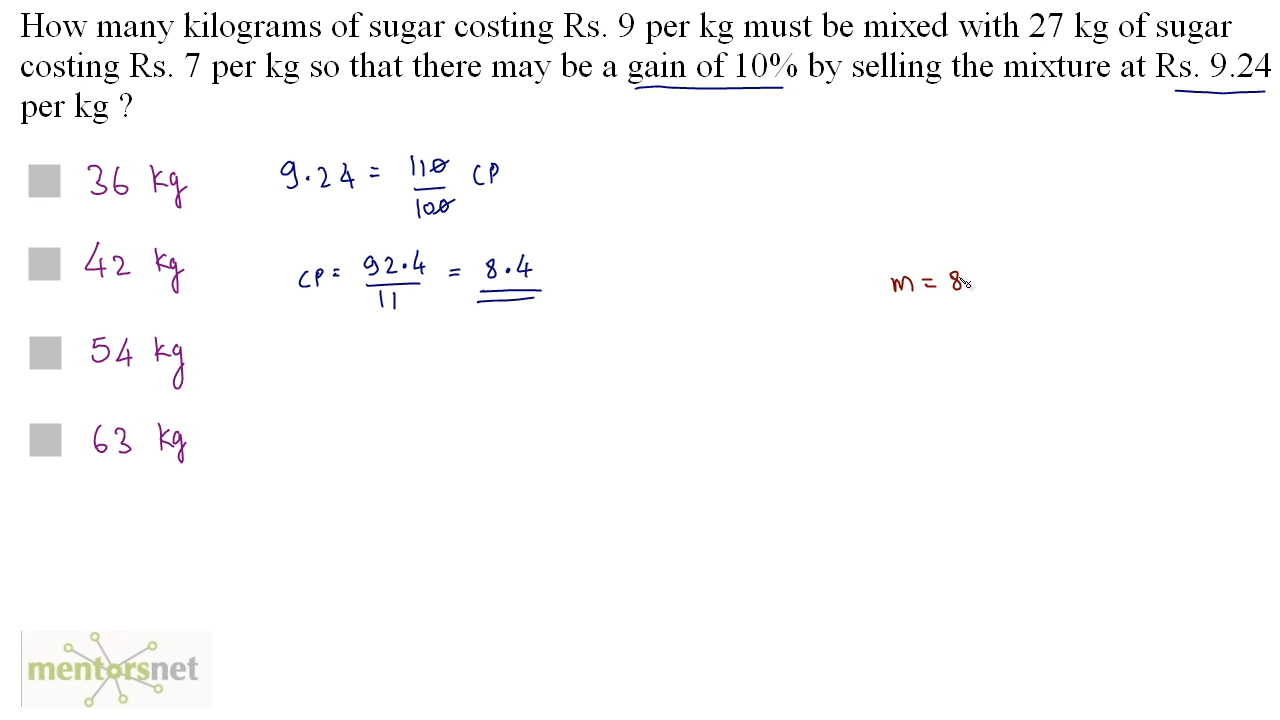 How many kilograms of sugar costing Rs. 9 per kg must be mixed with 27 kg of sugar
costing Rs. 7 per kg so that there may be a gain of 10% by selling the mixture at Rs. 9.24
per kg ?
36 kg
9.24 = 110/100 CP
42 kg
CP = 92.4/11 = 8.4
m = 8
54 kg
63 kg
mentorsnet